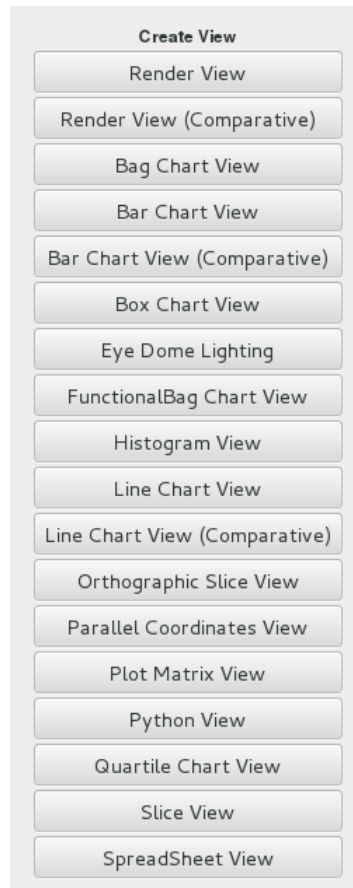 Create View
Render View
Render View (Comparative)
Bag Chart View
Bar Chart View
Bar Chart View (Comparative)
Box Chart View
Eye Dome Lighting
FunctionalBag Chart View
Histogram View
Line Chart View
Line Chart View (Comparative)
Orthographic Slice View
Parallel Coordinates View
Plot Matrix View
Python View
Quartile Chart View
Slice View
SpreadSheet View